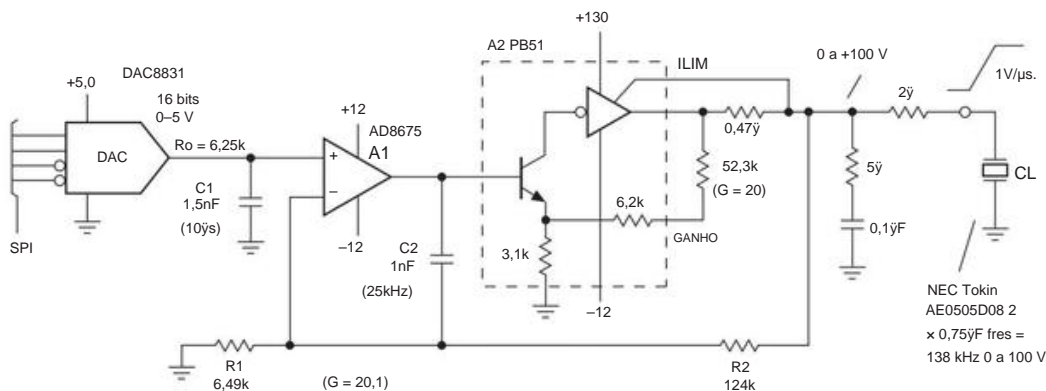 DAC8831
+5,0
16 bits
0–5 V
DAC
Ro = 6,25k
C1
1,5nF
(10ÿs)
SPI
+12
AD8675
A1
+
–
–12
C2
1nF
(25kHz)
R1
6,49k
(G = 20,1)
A2 PB51
+130
ILIM
0,47ÿ
52,3k
(G = 20)
6,2k
GANHO
3,1k
–12
R2
124k
0 a +100 V
2ÿ
1V/µs.
5ÿ
0,1ÿF
CL
NEC Tokin
AE0505D08 2
× 0,75ÿF fres =
138 kHz 0 a 100 V